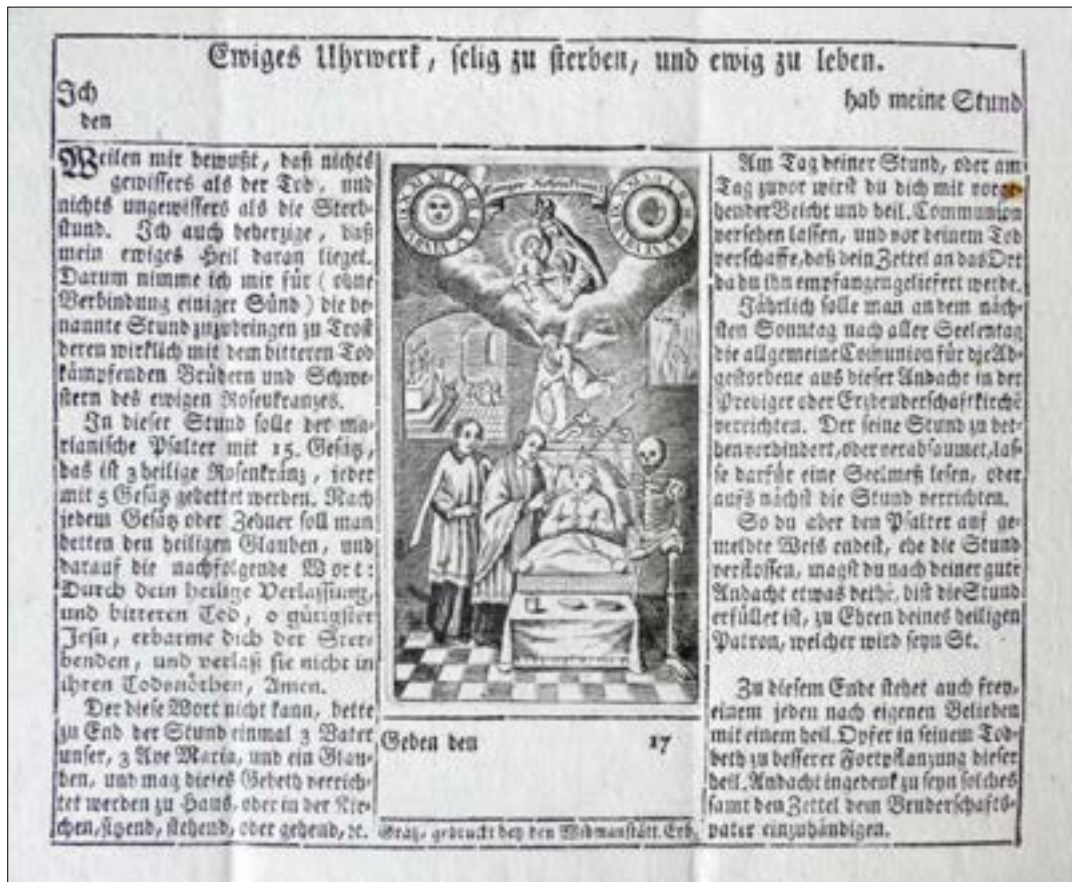 Ewiges Uhrwerk, selig zu sterben, und ewig zu leben.
Ich hab meine Stund
den
Weilen mir bewußt, daß nichts
gewissers als der Tod, und
nichts ungewissers als die Sterb-
stund. Ich auch beherzige, daß
mein ewiges Heil daran lieget.
Darum nimme ich mir für (ohne
Verbindung einiger Sünd) die be-
nannte Stund zuzubringen zu Trost
deren wirklich mit dem bitteren Tod
kämpfenden Brüdern und Schwe-
stern des ewigen Rosenkranzes.
In dieser Stund solle der ma-
rianische Psalter mit 15. Gesätz,
das ist 3 heilige Rosenkränz, jeder
mit 5 Gesätz gebettet werden. Nach
jedem Gesätz oder Zehner soll man
betten den heiligen Glauben, und
darauf die nachfolgende Wort:
Durch dein heilige Verlassung,
und bitteren Tod, o gütigster
Jesu, erbarme dich der Ster-
benden, und verlaß sie nicht in
ihren Todsnöthen, Amen.
Der diese Wort nicht kann, bette
zu End der Stund einmal 3 Vater
unser, 3 Ave Maria, und ein Glau-
ben, und mag dieses Gebeth verrich-
tet werden zu Haus, oder in der Kir-
chen, sitzend, stehend, oder gehend, ꝛc.
Geben den 17
Grätz, gedruckt bey den Widmanstätt. Erb.
Am Tag deiner Stund, oder am
Tag zuvor wirst du dich mit vorge-
hender Beicht und heil. Communion
versehen lassen, und vor deinem Tod
verschaffe, daß dein Zettel an das Ort
da du ihn empfangen geliefert werde.
Jährlich solle man an dem näch-
sten Sonntag nach aller Seelentag
die allgemeine Coṁunion für die Ab-
gestorbene aus dieser Andacht in der
Prediger oder Erzbruderschaftkirchē
verrichten. Der seine Stund zu bet-
hen verhindert, oder verabsaumet, las-
se darfür eine Seelmeß lesen, oder
aufs nächst die Stund verrichten.
So du aber den Psalter auf ge-
meldte Weis endest, ehe die Stund
verflossen, magst du nach deiner gutē
Andacht etwas bethē, bist die Stund
erfüllet ist, zu Ehren deines heiligen
Patron, welcher wird seyn St.
Zu diesem Ende stehet auch frey,
einem jeden nach eigenen Belieben
mit einem heil. Opfer in seinem Tod-
beth zu besserer Fortpflanzung dieser
heil. Andacht ingedenk zu seyn solches
samt den Zettel dem Bruderschafts-
vater einzuhändigen.